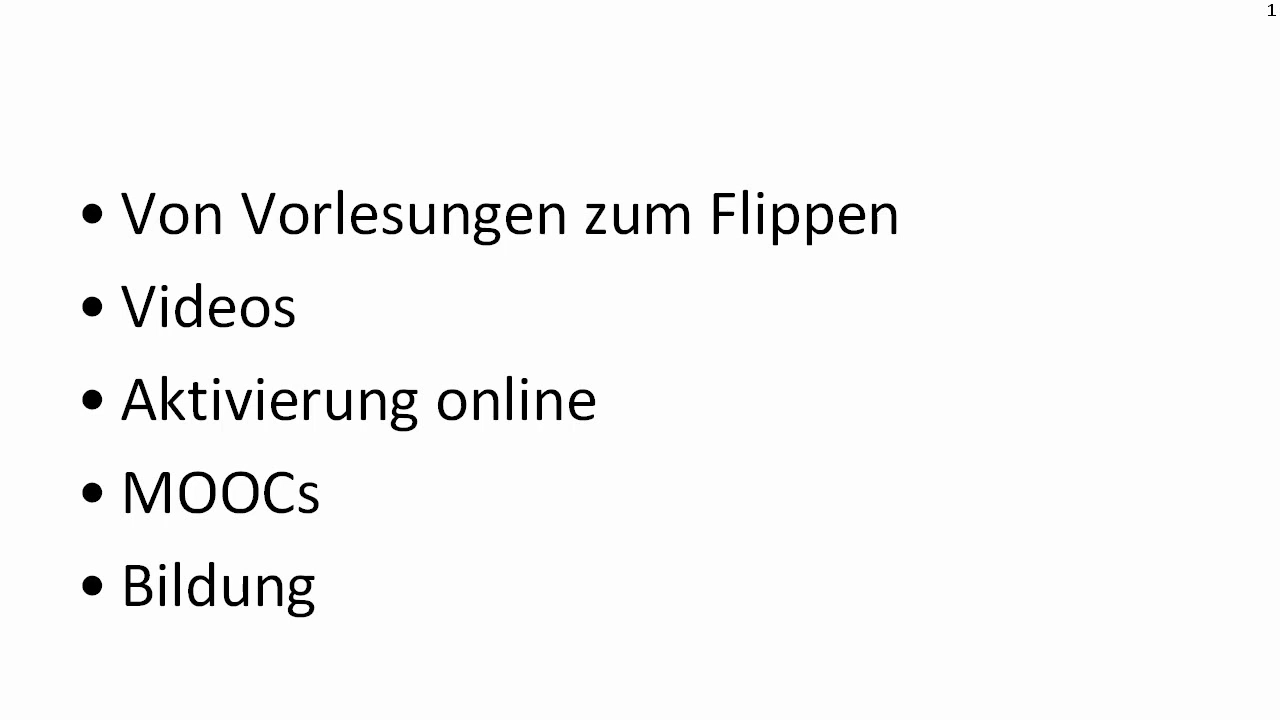 1
• Von Vorlesungen zum Flippen
• Videos
• Aktivierung online
• MOOCs
• Bildung